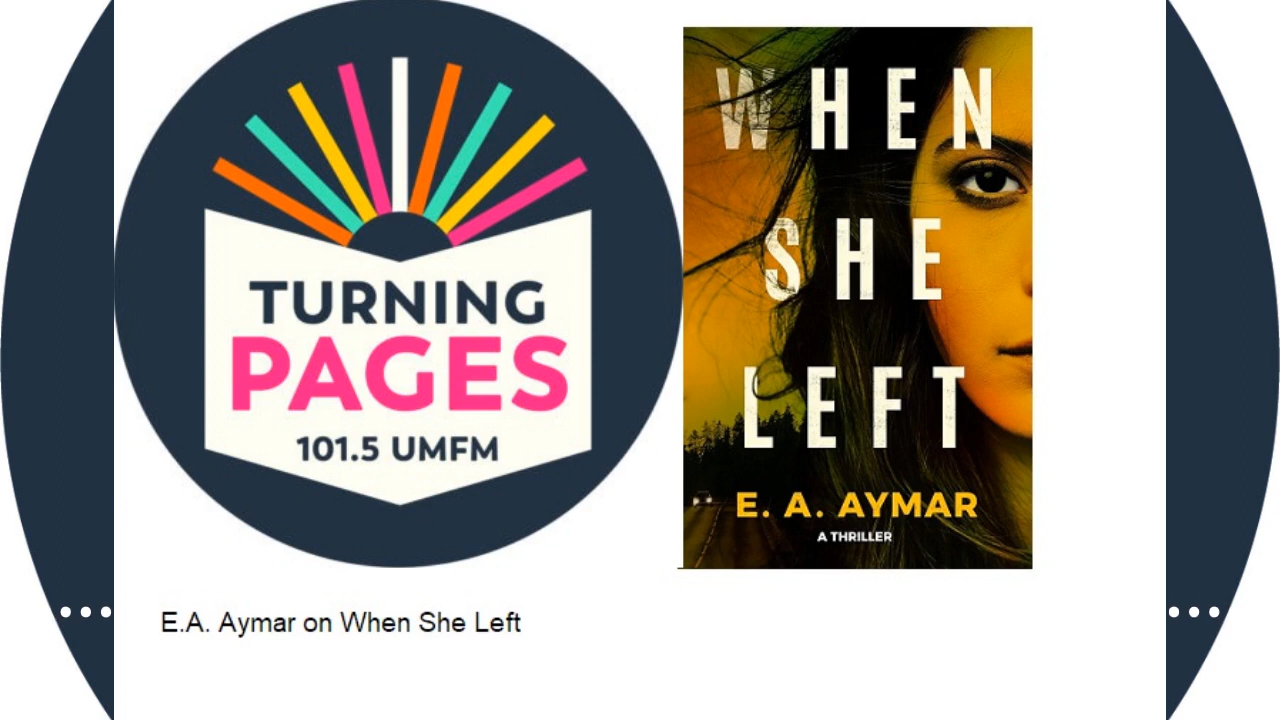 TURNING
PAGES
101.5 UMFM
WHEN
SHE
LEFT
E. A. AYMAR
A THRILLER
E.A. Aymar on When She Left